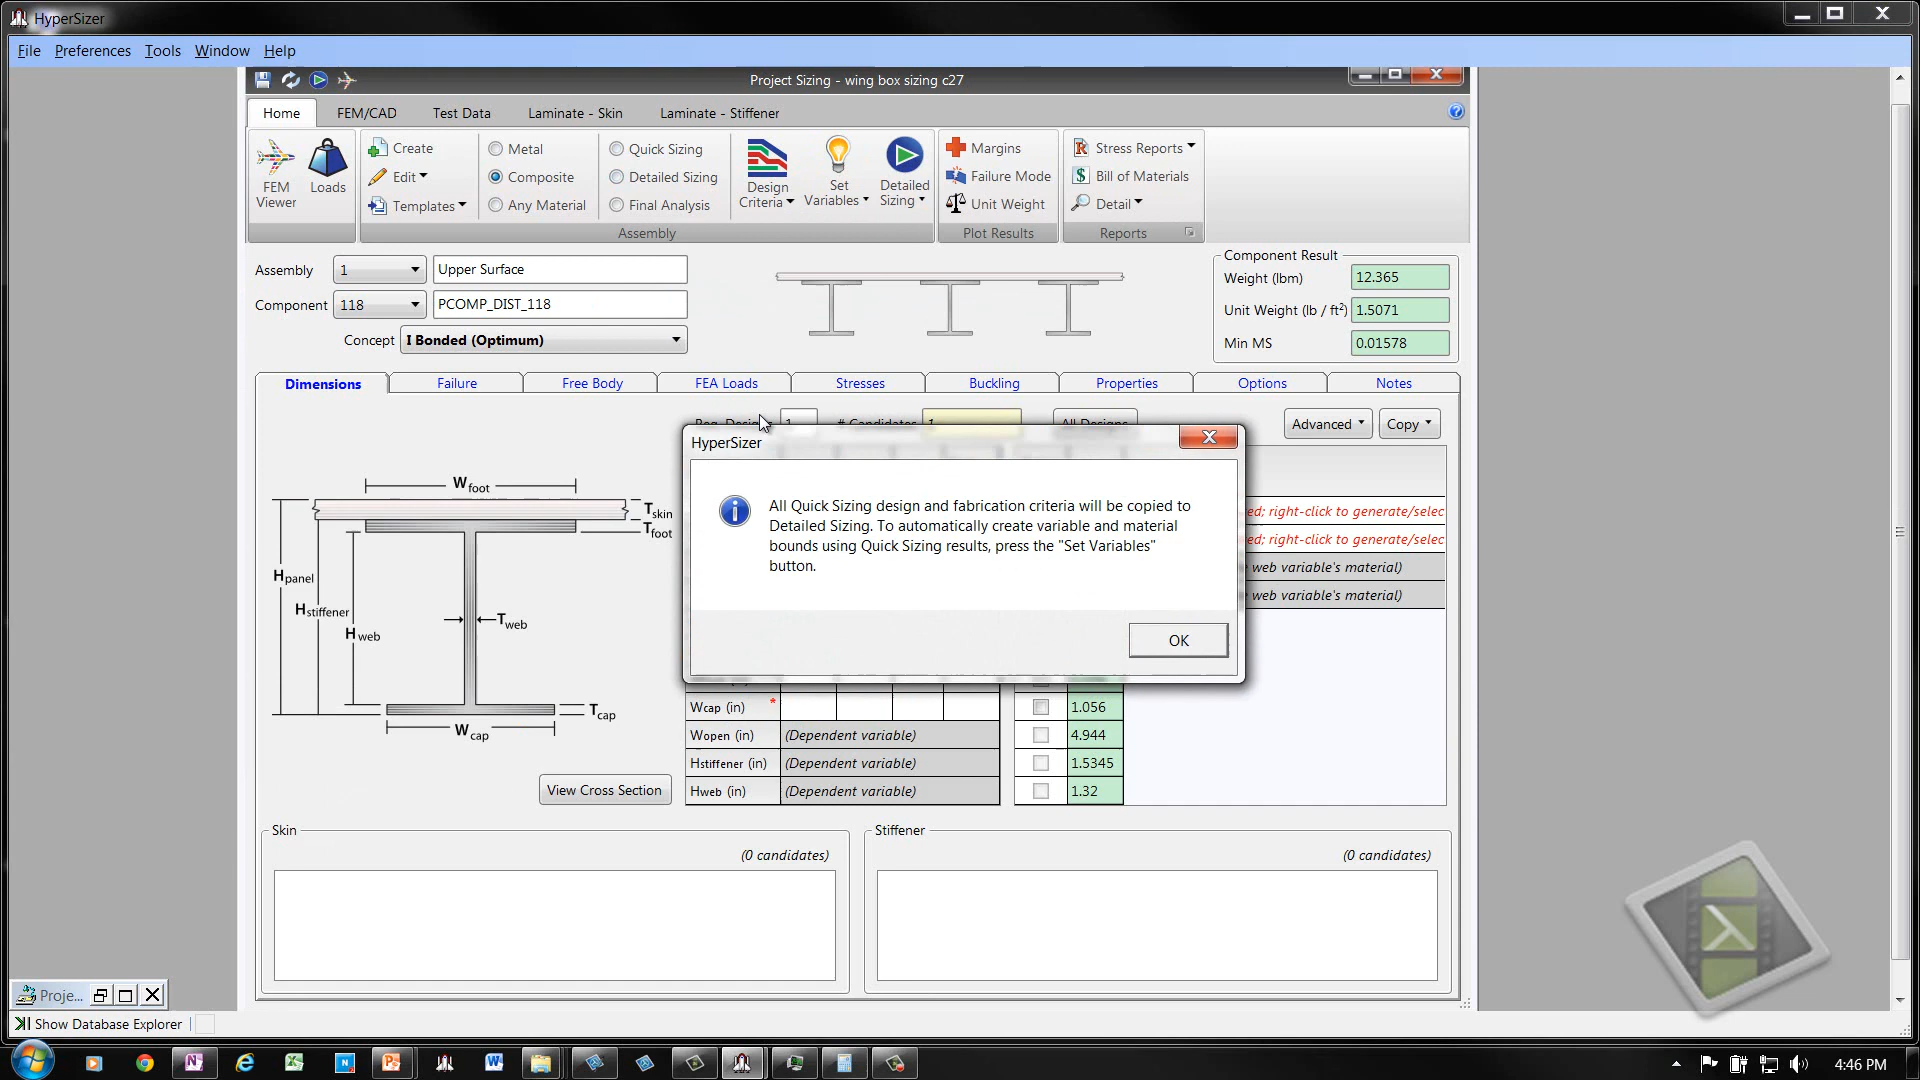 HyperSizer
File Preferences Tools Window Help
Project Sizing - wing box sizing c27
Home FEM/CAD Test Data Laminate - Skin Laminate - Stiffener
FEM Viewer
Loads
Create
Edit
Templates
Metal
Composite
Any Material
Quick Sizing
Detailed Sizing
Final Analysis
Design Criteria
Set Variables
Detailed Sizing
Assembly
Margins
Failure Mode
Unit Weight
Plot Results
Stress Reports
Bill of Materials
Detail
Reports
Assembly 1 Upper Surface
Component 118 PCOMP_DIST_118
Concept I Bonded (Optimum)
Component Result
Weight (lbm) 12.365
Unit Weight (lb / ft2) 1.5071
Min MS 0.01578
Dimensions Failure Free Body FEA Loads Stresses Buckling Properties Options Notes
# Candidates 1 All Designs Advanced Copy
HyperSizer
All Quick Sizing design and fabrication criteria will be copied to
Detailed Sizing. To automatically create variable and material
bounds using Quick Sizing results, press the "Set Variables"
button.
OK
ed; right-click to generate/selec
ed; right-click to generate/selec
e web variable's material)
e web variable's material)
Wfoot
Tskin
Tfoot
Hpanel
Hstiffener
Hweb
Tweb
Tcap
Wcap
View Cross Section
Wcap (in) * 1.056
Wopen (in) (Dependent variable) 4.944
Hstiffener (in) (Dependent variable) 1.5345
Hweb (in) (Dependent variable) 1.32
Skin
(0 candidates)
Stiffener
(0 candidates)
Proje...
Show Database Explorer
4:46 PM